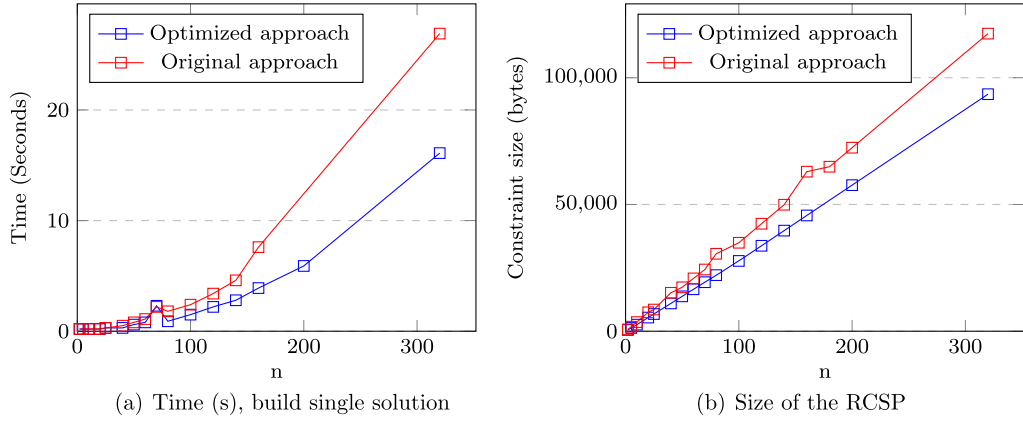 Optimized approach
Original approach
20
10
0
0
100
200
300
n
Time (Seconds)
(a) Time (s), build single solution
Optimized approach
Original approach
100,000
50,000
0
0
100
200
300
n
Constraint size (bytes)
(b) Size of the RCSP